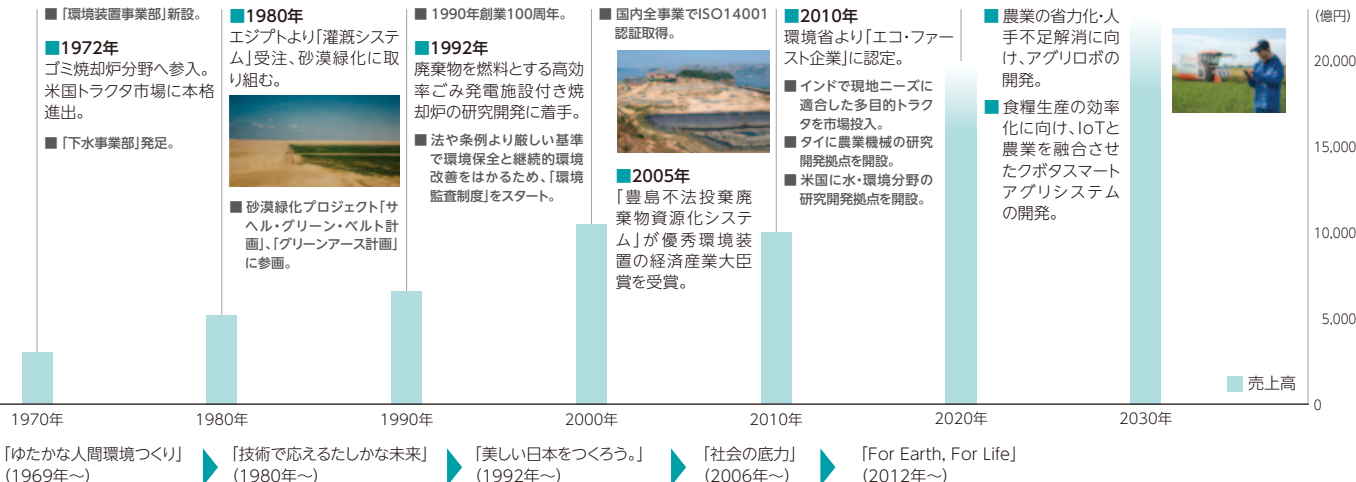 ■「環境装置事業部」新設。
■1972年
ゴミ焼却炉分野へ参入。
米国トラクタ市場に本格
進出。
■「下水事業部」発足。
■1980年
エジプトより「灌漑システ
ム」受注、砂漠緑化に取
り組む。
■ 砂漠緑化プロジェクト「サ
ヘル・グリーン・ベルト計
画」、「グリーンアース計画」
に参画。
■ 1990年創業100周年。
■1992年
廃棄物を燃料とする高効
率ごみ発電施設付き焼
却炉の研究開発に着手。
■ 法や条例より厳しい基準
で環境保全と継続的環境
改善をはかるため、「環境
監査制度」をスタート。
■ 国内全事業でISO14001
認証取得。
■2005年
「豊島不法投棄廃
棄物資源化システ
ム」が優秀環境装
置の経済産業大臣
賞を受賞。
■2010年
環境省より「エコ・ファー
スト企業」に認定。
■ インドで現地ニーズに
適合した多目的トラク
タを市場投入。
■ タイに農業機械の研究
開発拠点を開設。
■ 米国に水・環境分野の
研究開発拠点を開設。
■ 農業の省力化・人
手不足解消に向
け、アグリロボの
開発。
■ 食糧生産の効率
化に向け、IoTと
農業を融合させ
たクボタスマート
アグリシステム
の開発。
(億円)
20,000
15,000
10,000
5,000
0
売上高
1970年
1980年
1990年
2000年
2010年
2020年
2030年
「ゆたかな人間環境つくり」
(1969年〜)
「技術で応えるたしかな未来」
(1980年〜)
「美しい日本をつくろう。」
(1992年〜)
「社会の底力」
(2006年〜)
「For Earth, For Life」
(2012年〜)